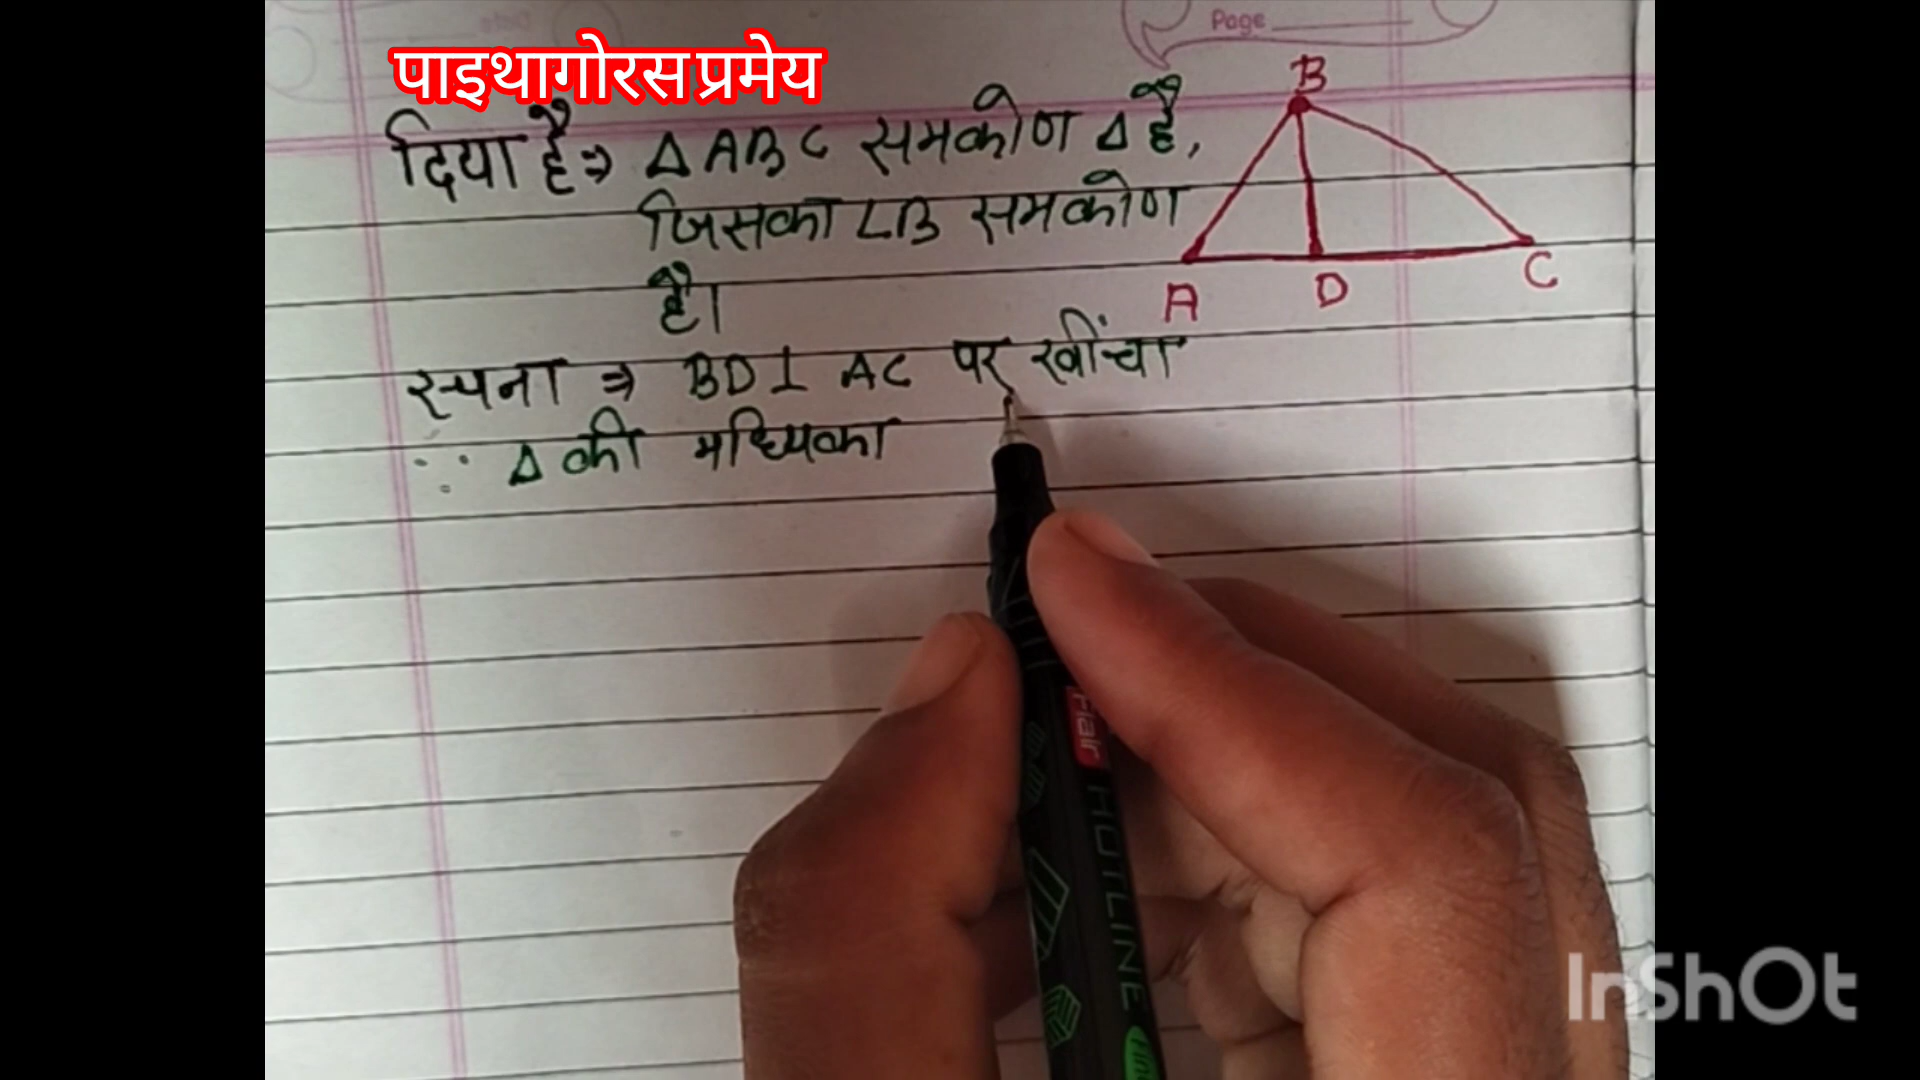 Page
पाइथागोरस प्रमेय
दिया है ⇒ Δ ABC समकोण Δ है,
जिसका ∠B समकोण
है।
रचना ⇒ BD ⊥ AC पर खींचा
∵ Δ की मध्यिका
B
A
D
C
Flair
HOTLINE
InShOt